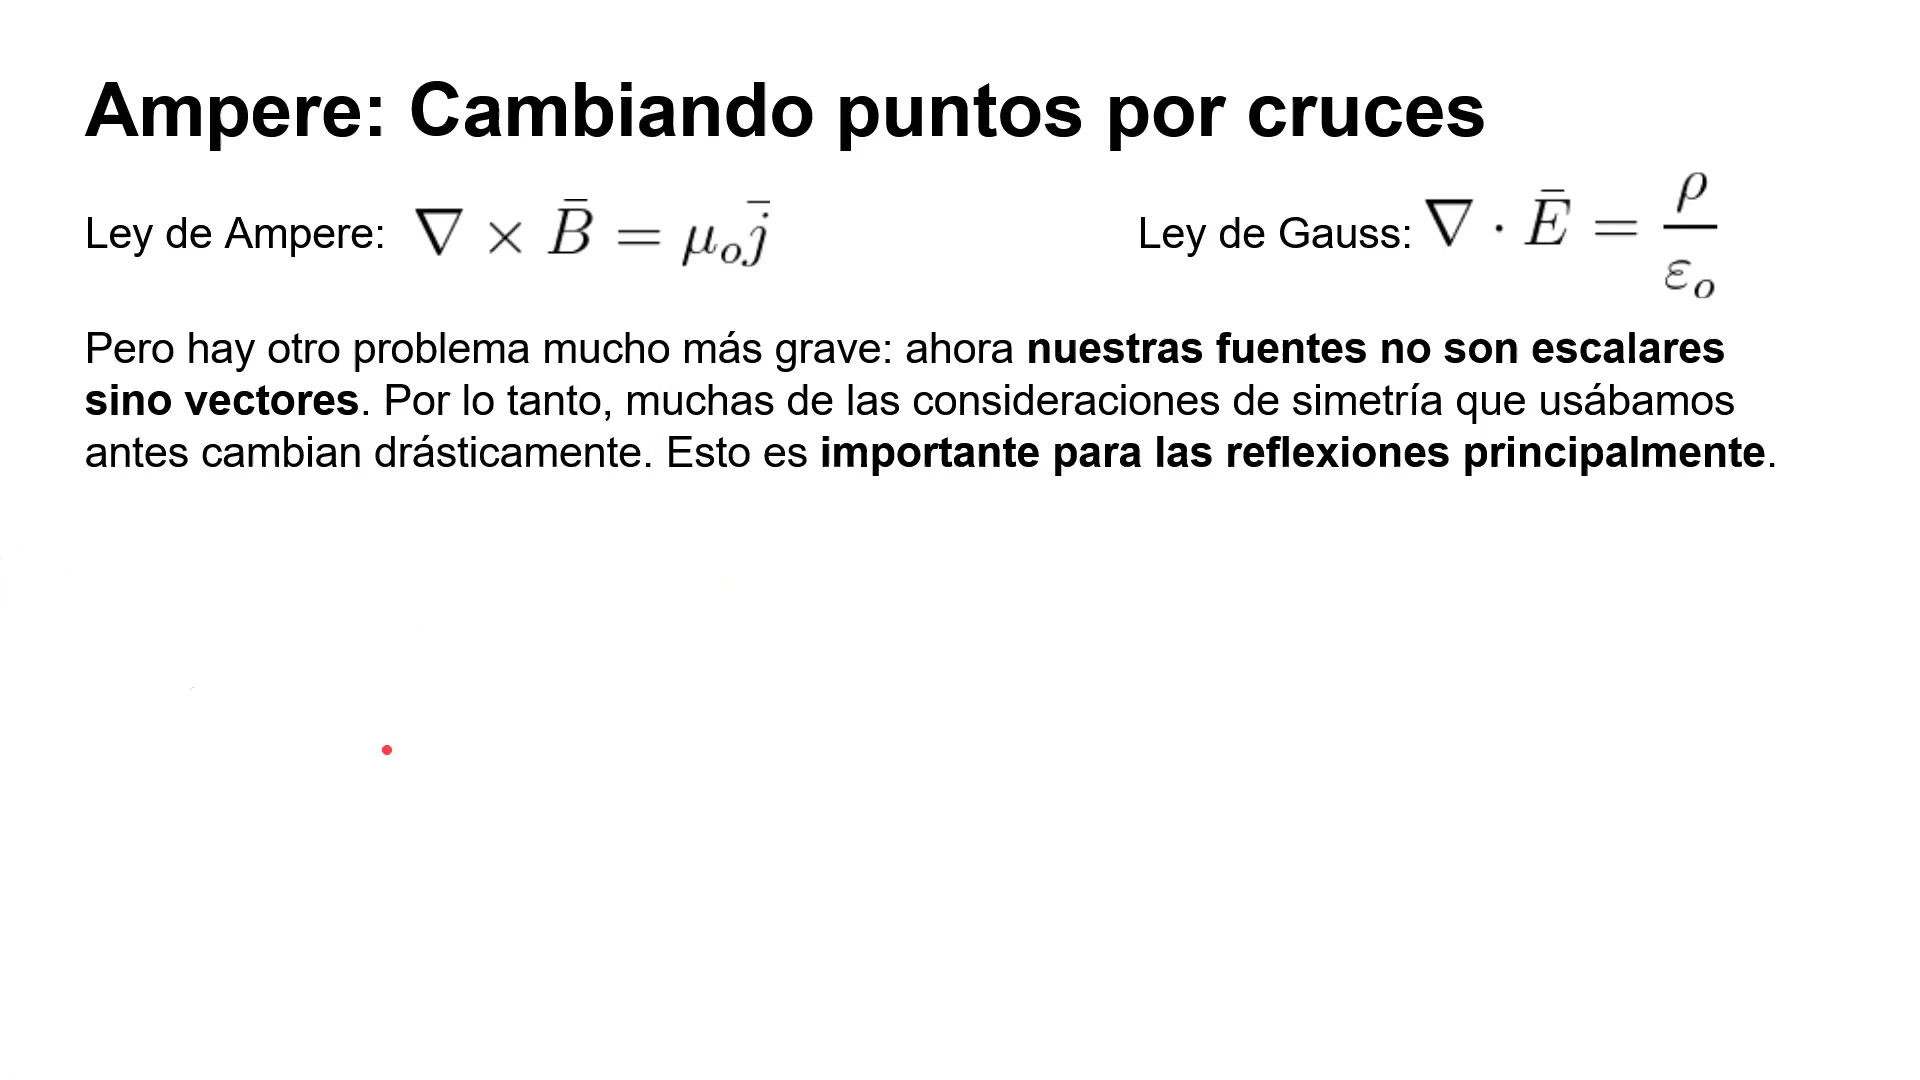 Ampere: Cambiando puntos por cruces
Ley de Ampere: ∇ × B̄ = μₒj̄
Ley de Gauss: ∇ · Ē = ρ/εₒ
Pero hay otro problema mucho más grave: ahora nuestras fuentes no son escalares
sino vectores. Por lo tanto, muchas de las consideraciones de simetría que usábamos
antes cambian drásticamente. Esto es importante para las reflexiones principalmente.